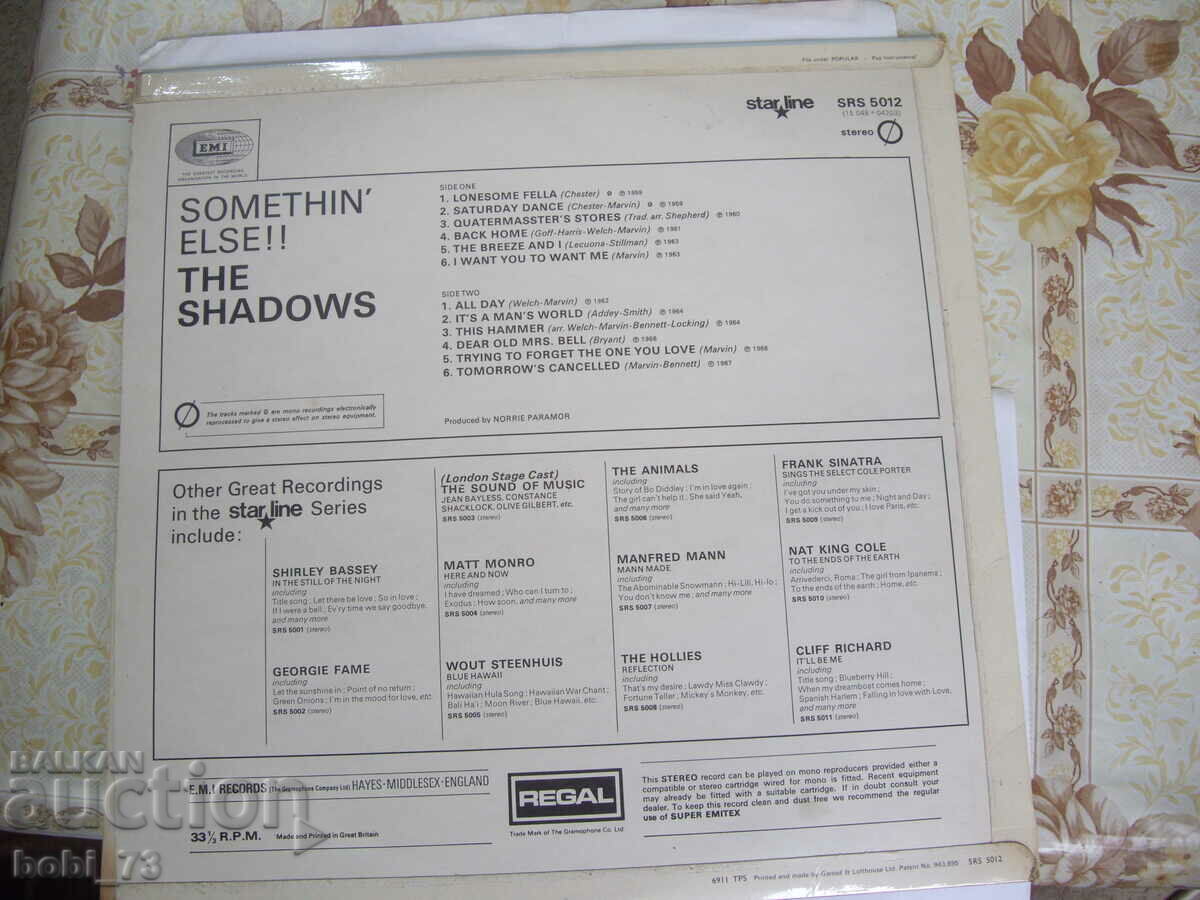 File under POPULAR - Pop Instrumental
star line SRS 5012
stereo
EMI
THE GREATEST RECORDING
ORGANISATION IN THE WORLD
SOMETHIN'
ELSE!!
THE
SHADOWS
SIDE ONE
1. LONESOME FELLA (Chester) ℗ 1959
2. SATURDAY DANCE (Chester-Marvin) ℗ 1959
3. QUATERMASSTER'S STORES (Trad. arr. Shepherd) ℗ 1960
4. BACK HOME (Goff-Harris-Welch-Marvin) ℗ 1961
5. THE BREEZE AND I (Lecuona-Stillman) ℗ 1963
6. I WANT YOU TO WANT ME (Marvin) ℗ 1963
SIDE TWO
1. ALL DAY (Welch-Marvin) ℗ 1962
2. IT'S A MAN'S WORLD (Addey-Smith) ℗ 1964
3. THIS HAMMER (arr. Welch-Marvin-Bennett-Locking) ℗ 1964
4. DEAR OLD MRS. BELL (Bryant) ℗ 1968
5. TRYING TO FORGET THE ONE YOU LOVE (Marvin) ℗ 1968
6. TOMORROW'S CANCELLED (Marvin-Bennett) ℗ 1967
The tracks marked Ø are mono recordings electronically
reprocessed to give a stereo effect on stereo equipment.
Produced by NORRIE PARAMOR
Other Great Recordings
in the star line Series
include:
SHIRLEY BASSEY
IN THE STILL OF THE NIGHT
including
Title song; Let there be love; So in love;
If I were a bell; Ev'ry time we say goodbye,
and many more
SRS 5001 (stereo)
GEORGIE FAME
including
Let the sunshine in; Point of no return;
Green Onions; I'm in the mood for love, etc.
SRS 5002 (stereo)
(London Stage Cast)
THE SOUND OF MUSIC
JEAN BAYLESS, CONSTANCE
SHACKLOCK, OLIVE GILBERT, etc.
SRS 5003 (stereo)
MATT MONRO
HERE AND NOW
including
I have dreamed; Who can I turn to;
Exodus; How soon, and many more
SRS 5004 (stereo)
WOUT STEENHUIS
BLUE HAWAII
including
Hawaiian Hula Song; Hawaiian War Chant;
Bali Ha'i; Moon River; Blue Hawaii, etc.
SRS 5005 (stereo)
THE ANIMALS
including
Story of Bo Diddley; I'm in love again;
The girl can't help it; She said Yeah,
and many more
SRS 5006 (stereo)
MANFRED MANN
MANN MADE
including
The Abominable Snowmann; Hi-Lili, Hi-lo;
You don't know me; and many more
SRS 5007 (stereo)
THE HOLLIES
REFLECTION
including
That's my desire; Lawdy Miss Clawdy;
Fortune Teller; Mickey's Monkey, etc.
SRS 5008 (stereo)
FRANK SINATRA
SINGS THE SELECT COLE PORTER
including
I've got you under my skin;
You do something to me; Night and Day;
I get a kick out of you; I love Paris, etc.
SRS 5009 (stereo)
NAT KING COLE
TO THE ENDS OF THE EARTH
including
Arrivederci, Roma; The girl from Ipanema;
To the ends of the earth; Home, etc.
SRS 5010 (stereo)
CLIFF RICHARD
IT'LL BE ME
including
Title song; Blueberry Hill;
When my dreamboat comes home;
Spanish Harlem; Falling in love with Love,
and many more
SRS 5011 (stereo)
E.M.I RECORDS (The Gramophone Company Ltd) HAYES·MIDDLESEX·ENGLAND
33⅓ R.P.M. Made and Printed in Great Britain
REGAL
Trade Mark of The Gramophone Co. Ltd.
This STEREO record can be played on mono reproducers provided either a
compatible or stereo cartridge wired for mono is fitted. Recent equipment
may already be fitted with a suitable cartridge. If in doubt consult your
dealer. To keep this record clean and dust free we recommend the regular
use of SUPER EMITEX
6911 TPS Printed and made by Garrod & Lofthouse Ltd. Patent No. 943,895 SRS 5012
BALKAN
auction
bobi_73